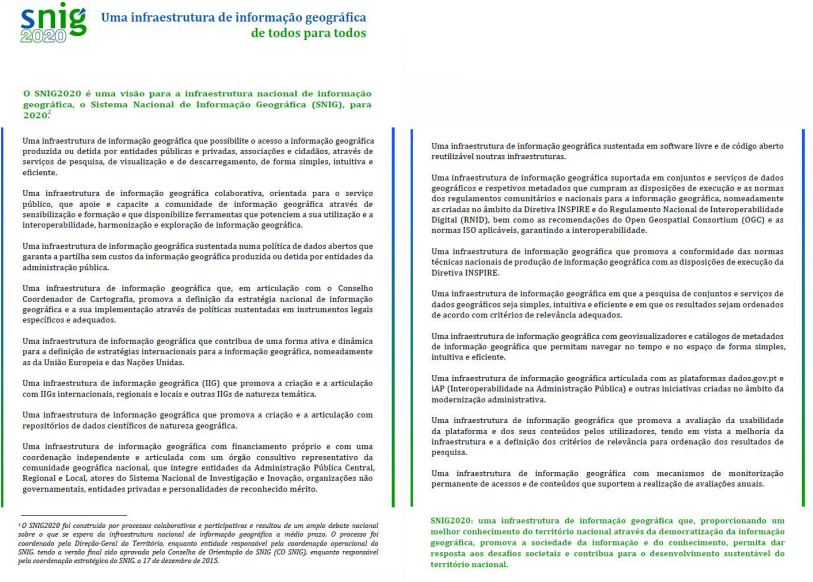 snig
2020
Uma infraestrutura de informação geográfica
de todos para todos
O SNIG2020 é uma visão para a infraestrutura nacional de informação
geográfica, o Sistema Nacional de Informação Geográfica (SNIG), para
2020.¹
Uma infraestrutura de informação geográfica que possibilite o acesso a informação geográfica
produzida ou detida por entidades públicas e privadas, associações e cidadãos, através de
serviços de pesquisa, de visualização e de descarregamento, de forma simples, intuitiva e
eficiente.
Uma infraestrutura de informação geográfica colaborativa, orientada para o serviço
público, que apoie e capacite a comunidade de informação geográfica através de
sensibilização e formação e que disponibilize ferramentas que potenciem a sua utilização e a
interoperabilidade, harmonização e exploração de informação geográfica.
Uma infraestrutura de informação geográfica sustentada numa política de dados abertos que
garanta a partilha sem custos da informação geográfica produzida ou detida por entidades da
administração pública.
Uma infraestrutura de informação geográfica que, em articulação com o Conselho
Coordenador de Cartografia, promova a definição da estratégia nacional de informação
geográfica e a sua implementação através de políticas sustentadas em instrumentos legais
específicos e adequados.
Uma infraestrutura de informação geográfica que contribua de uma forma ativa e dinâmica
para a definição de estratégias internacionais para a informação geográfica, nomeadamente
as da União Europeia e das Nações Unidas.
Uma infraestrutura de informação geográfica (IIG) que promova a criação e a articulação
com IIGs internacionais, regionais e locais e outras IIGs de natureza temática.
Uma infraestrutura de informação geográfica que promova a criação e a articulação com
repositórios de dados científicos de natureza geográfica.
Uma infraestrutura de informação geográfica com financiamento próprio e com uma
coordenação independente e articulada com um órgão consultivo representativo da
comunidade geográfica nacional, que integre entidades da Administração Pública Central,
Regional e Local, atores do Sistema Nacional de Investigação e Inovação, organizações não
governamentais, entidades privadas e personalidades de reconhecido mérito.
¹ O SNIG2020 foi construído por processos colaborativos e participativos e resultou de um amplo debate nacional
sobre o que se espera da infraestrutura nacional de informação geográfica a médio prazo. O processo foi
coordenado pela Direção-Geral do Território, enquanto entidade responsável pela coordenação operacional do
SNIG, tendo a versão final sido aprovada pelo Conselho de Orientação do SNIG (CO SNIG), enquanto responsável
pela coordenação estratégica do SNIG, a 17 de dezembro de 2015.
Uma infraestrutura de informação geográfica sustentada em software livre e de código aberto
reutilizável noutras infraestruturas.
Uma infraestrutura de informação geográfica suportada em conjuntos e serviços de dados
geográficos e respetivos metadados que cumpram as disposições de execução e as normas
dos regulamentos comunitários e nacionais para a informação geográfica, nomeadamente
as criadas no âmbito da Diretiva INSPIRE e do Regulamento Nacional de Interoperabilidade
Digital (RNID), bem como as recomendações do Open Geospatial Consortium (OGC) e as
normas ISO aplicáveis, garantindo a interoperabilidade.
Uma infraestrutura de informação geográfica que promova a conformidade das normas
técnicas nacionais de produção de informação geográfica com as disposições de execução da
Diretiva INSPIRE.
Uma infraestrutura de informação geográfica em que a pesquisa de conjuntos e serviços de
dados geográficos seja simples, intuitiva e eficiente e em que os resultados sejam ordenados
de acordo com critérios de relevância adequados.
Uma infraestrutura de informação geográfica com geovisualizadores e catálogos de metadados
de informação geográfica que permitam navegar no tempo e no espaço de forma simples,
intuitiva e eficiente.
Uma infraestrutura de informação geográfica articulada com as plataformas dados.gov.pt e
iAP (Interoperabilidade na Administração Pública) e outras iniciativas criadas no âmbito da
modernização administrativa.
Uma infraestrutura de informação geográfica que promova a avaliação da usabilidade
da plataforma e dos seus conteúdos pelos utilizadores, tendo em vista a melhoria da
infraestrutura e a definição dos critérios de relevância para ordenação dos resultados de
pesquisa.
Uma infraestrutura de informação geográfica com mecanismos de monitorização
permanente de acessos e de conteúdos que suportem a realização de avaliações anuais.
SNIG2020: uma infraestrutura de informação geográfica que, proporcionando um
melhor conhecimento do território nacional através da democratização da informação
geográfica, promova a sociedade da informação e do conhecimento, permita dar
resposta aos desafios societais e contribua para o desenvolvimento sustentável do
território nacional.